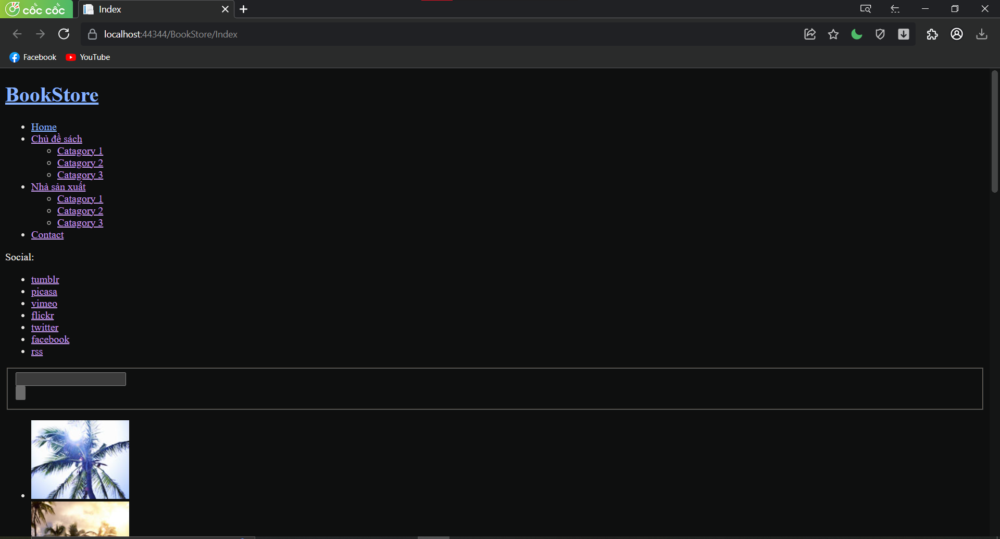 cốc cốc
Index
localhost:44344/BookStore/Index
Facebook YouTube
BookStore
Home
Chủ đề sách
Catagory 1
Catagory 2
Catagory 3
Nhà sản xuất
Catagory 1
Catagory 2
Catagory 3
Contact
Social:
tumblr
picasa
vimeo
flickr
twitter
facebook
rss